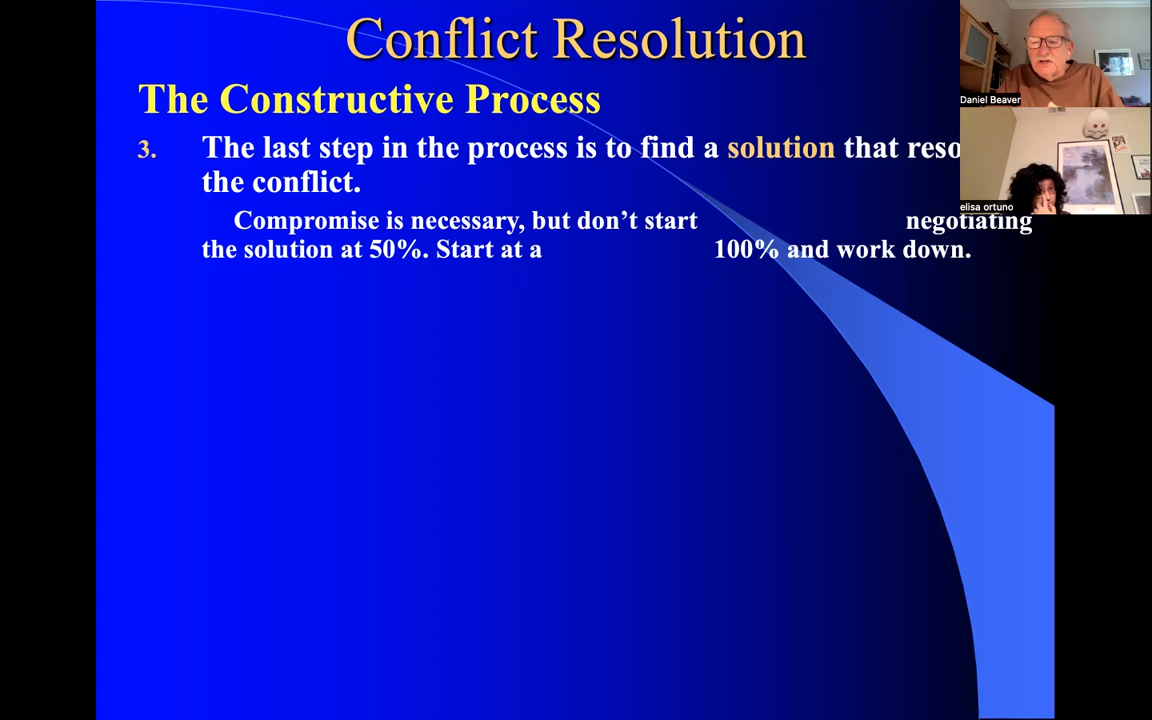 Conflict Resolution
The Constructive Process
3. The last step in the process is to find a solution that
the conflict.
Compromise is necessary, but don’t start negotiating
the solution at 50%. Start at a 100% and work down.
Daniel Beaver
elisa ortuno